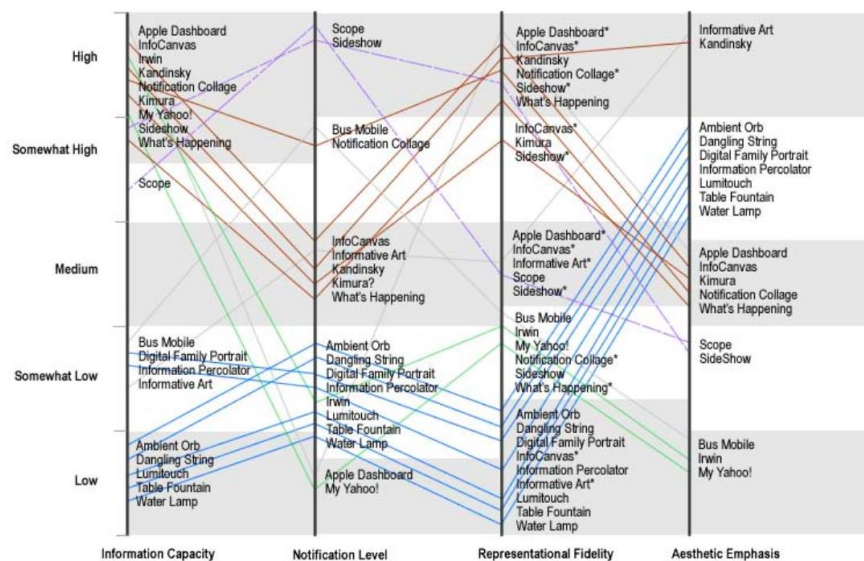 High
Somewhat High
Medium
Somewhat Low
Low
Apple Dashboard
InfoCanvas
Irwin
Kandinsky
Notification Collage
Kimura
My Yahoo!
Sideshow
What's Happening
Scope
Bus Mobile
Digital Family Portrait
Information Percolator
Informative Art
Ambient Orb
Dangling String
Lumitouch
Table Fountain
Water Lamp
Information Capacity
Scope
Sideshow
Bus Mobile
Notification Collage
InfoCanvas
Informative Art
Kandinsky
Kimura?
What's Happening
Ambient Orb
Dangling String
Digital Family Portrait
Information Percolator
Irwin
Lumitouch
Table Fountain
Water Lamp
Apple Dashboard
My Yahoo!
Notification Level
Apple Dashboard*
InfoCanvas*
Kandinsky
Notification Collage*
Sideshow*
What's Happening
InfoCanvas*
Kimura
Sideshow*
Apple Dashboard*
InfoCanvas*
Informative Art*
Scope
Sideshow*
Bus Mobile
Irwin
My Yahoo!
Notification Collage*
Sideshow
What's Happening*
Ambient Orb
Dangling String
Digital Family Portrait
InfoCanvas*
Information Percolator
Informative Art*
Lumitouch
Table Fountain
Water Lamp
Representational Fidelity
Informative Art
Kandinsky
Ambient Orb
Dangling String
Digital Family Portrait
Information Percolator
Lumitouch
Table Fountain
Water Lamp
Apple Dashboard
InfoCanvas
Kimura
Notification Collage
What's Happening
Scope
SideShow
Bus Mobile
Irwin
My Yahoo!
Aesthetic Emphasis